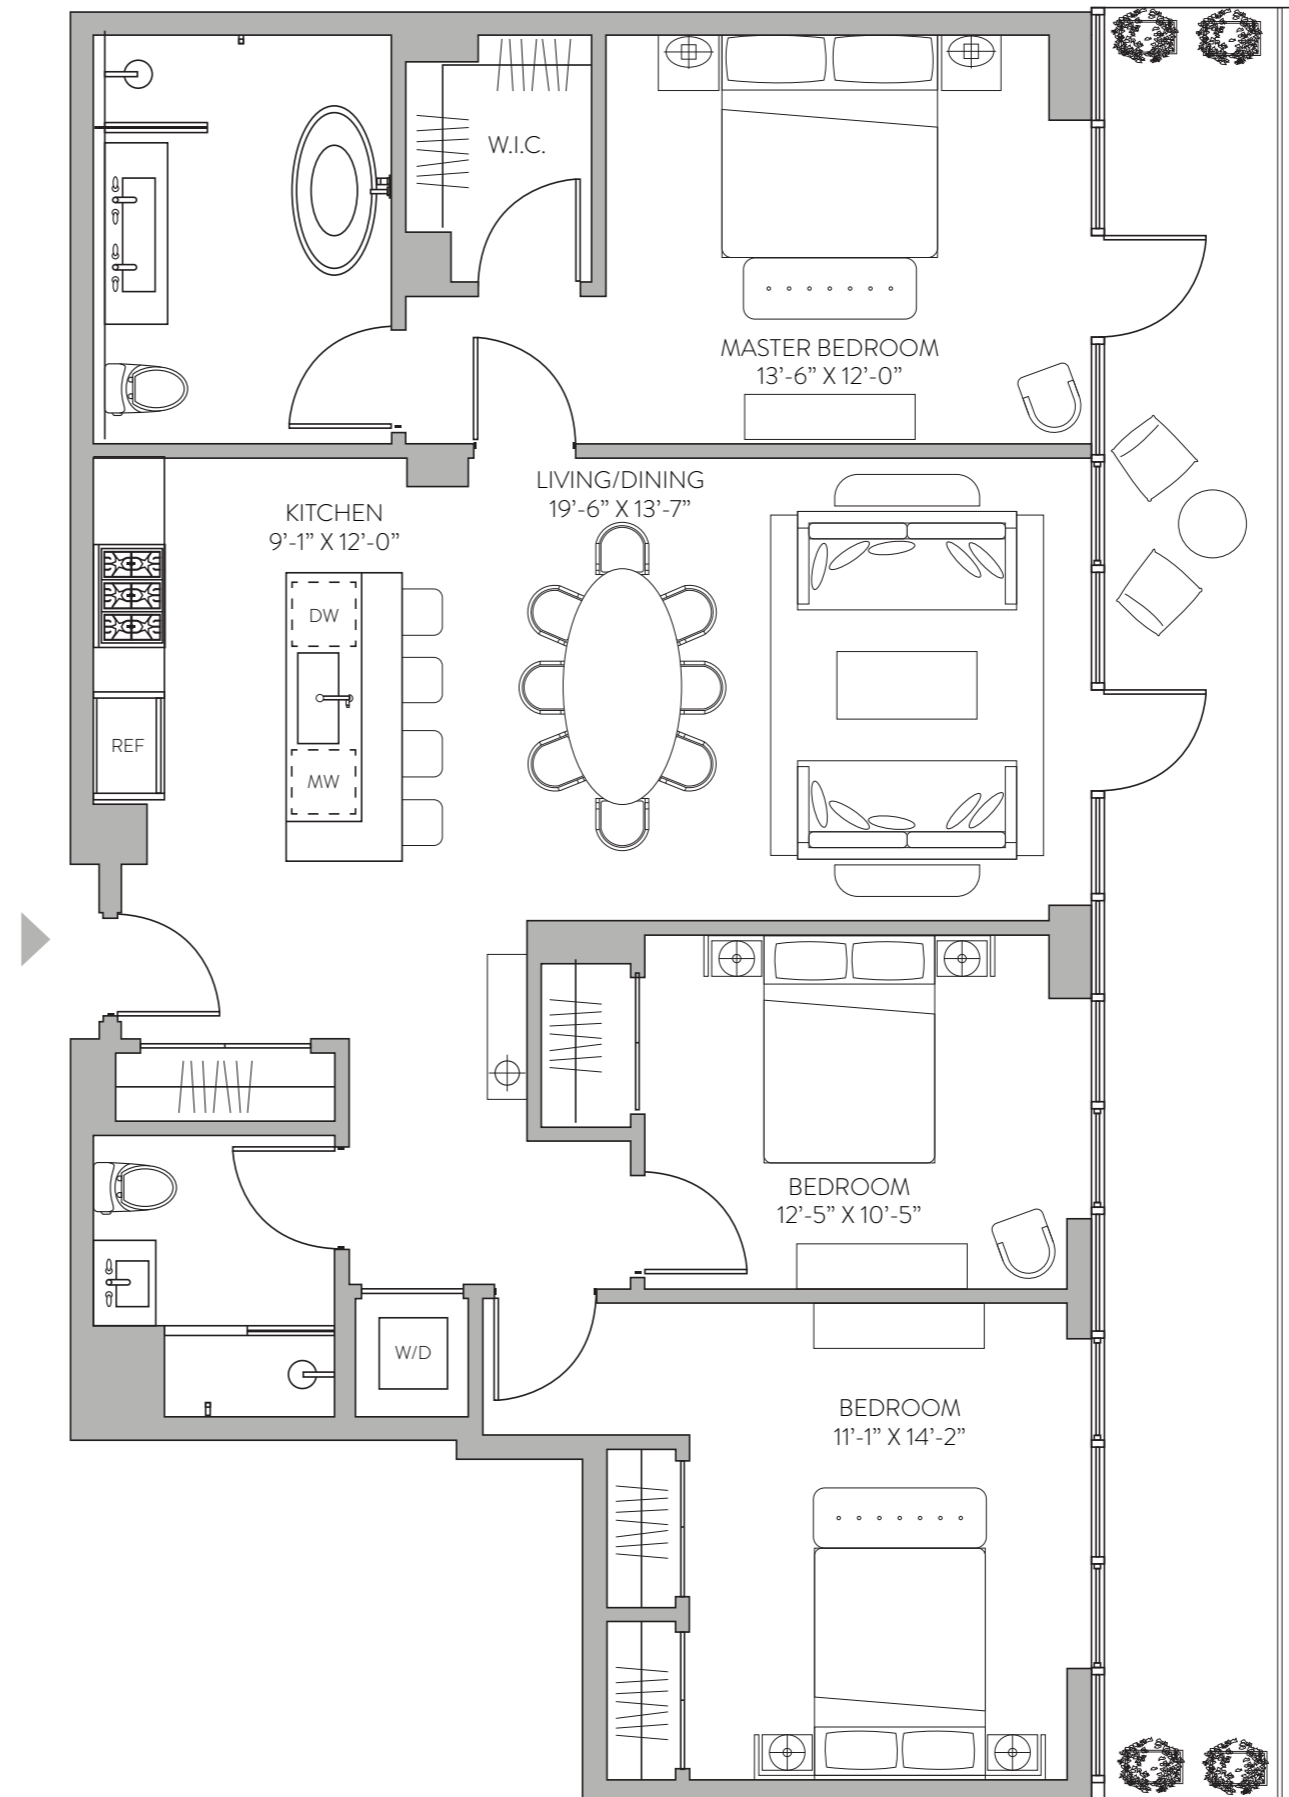 W.I.C.
MASTER BEDROOM
13’-6” X 12’-0”
LIVING/DINING
19’-6” X 13’-7”
KITCHEN
9’-1” X 12’-0”
DW
REF
MW
BEDROOM
12’-5” X 10’-5”
W/D
BEDROOM
11’-1” X 14’-2”